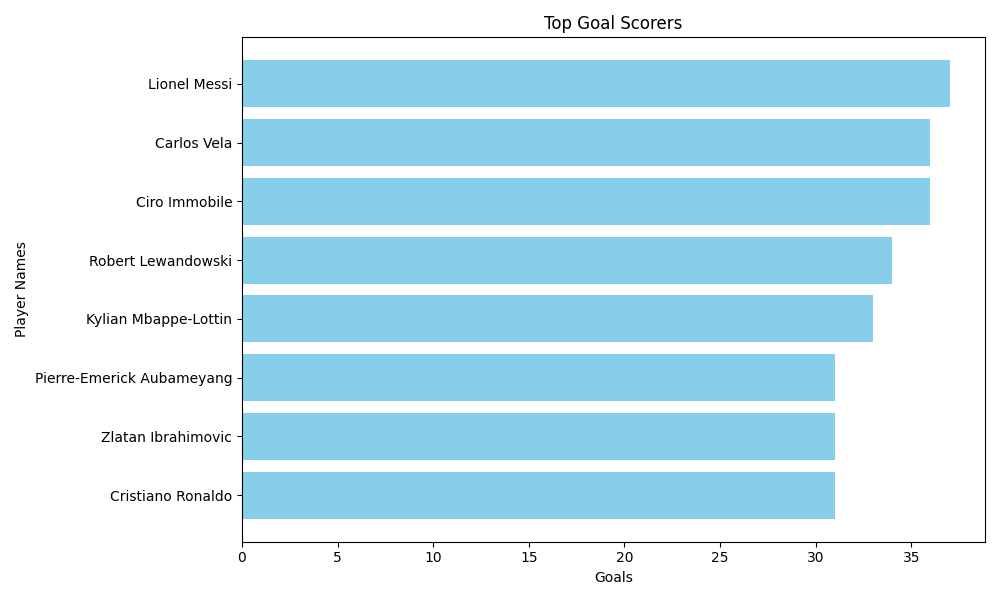 Top Goal Scorers
Lionel Messi
Carlos Vela
Ciro Immobile
Robert Lewandowski
Kylian Mbappe-Lottin
Pierre-Emerick Aubameyang
Zlatan Ibrahimovic
Cristiano Ronaldo
Player Names
0 5 10 15 20 25 30 35
Goals